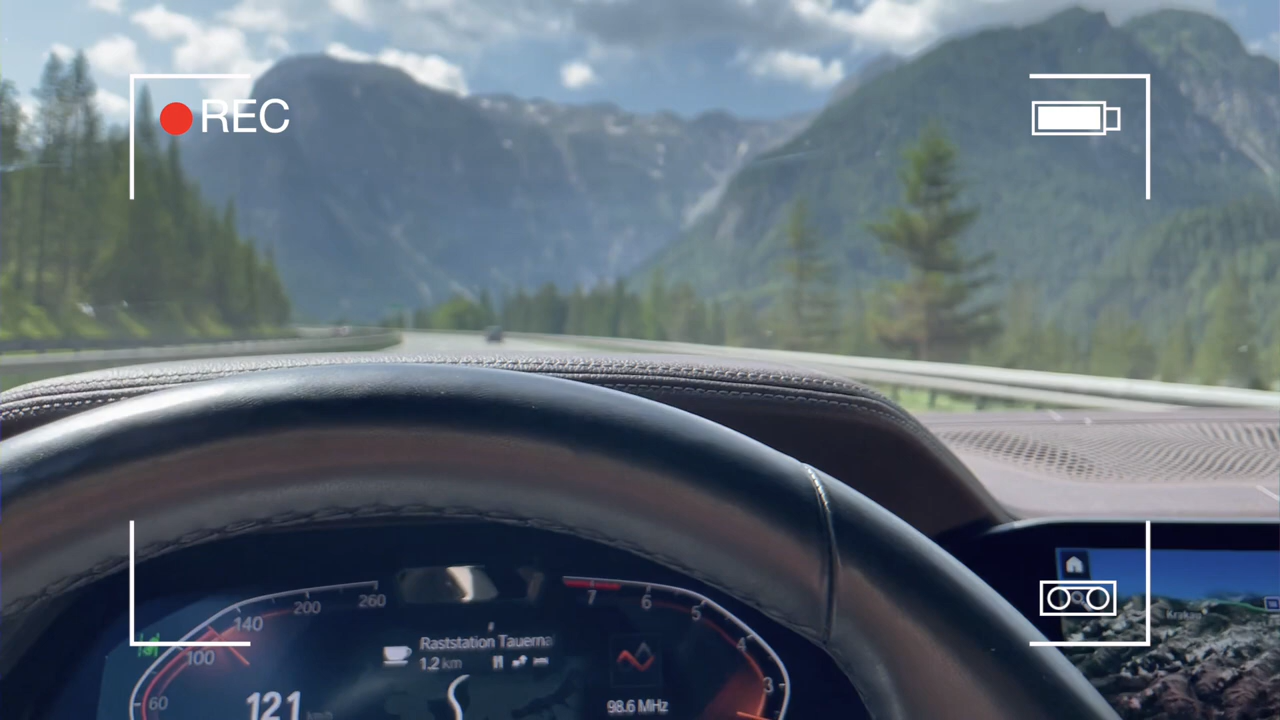 REC
260
200
140
100
60
121
km/h
Raststation Tauerna
1.2 km
7
6
5
4
3
98.6 MHz